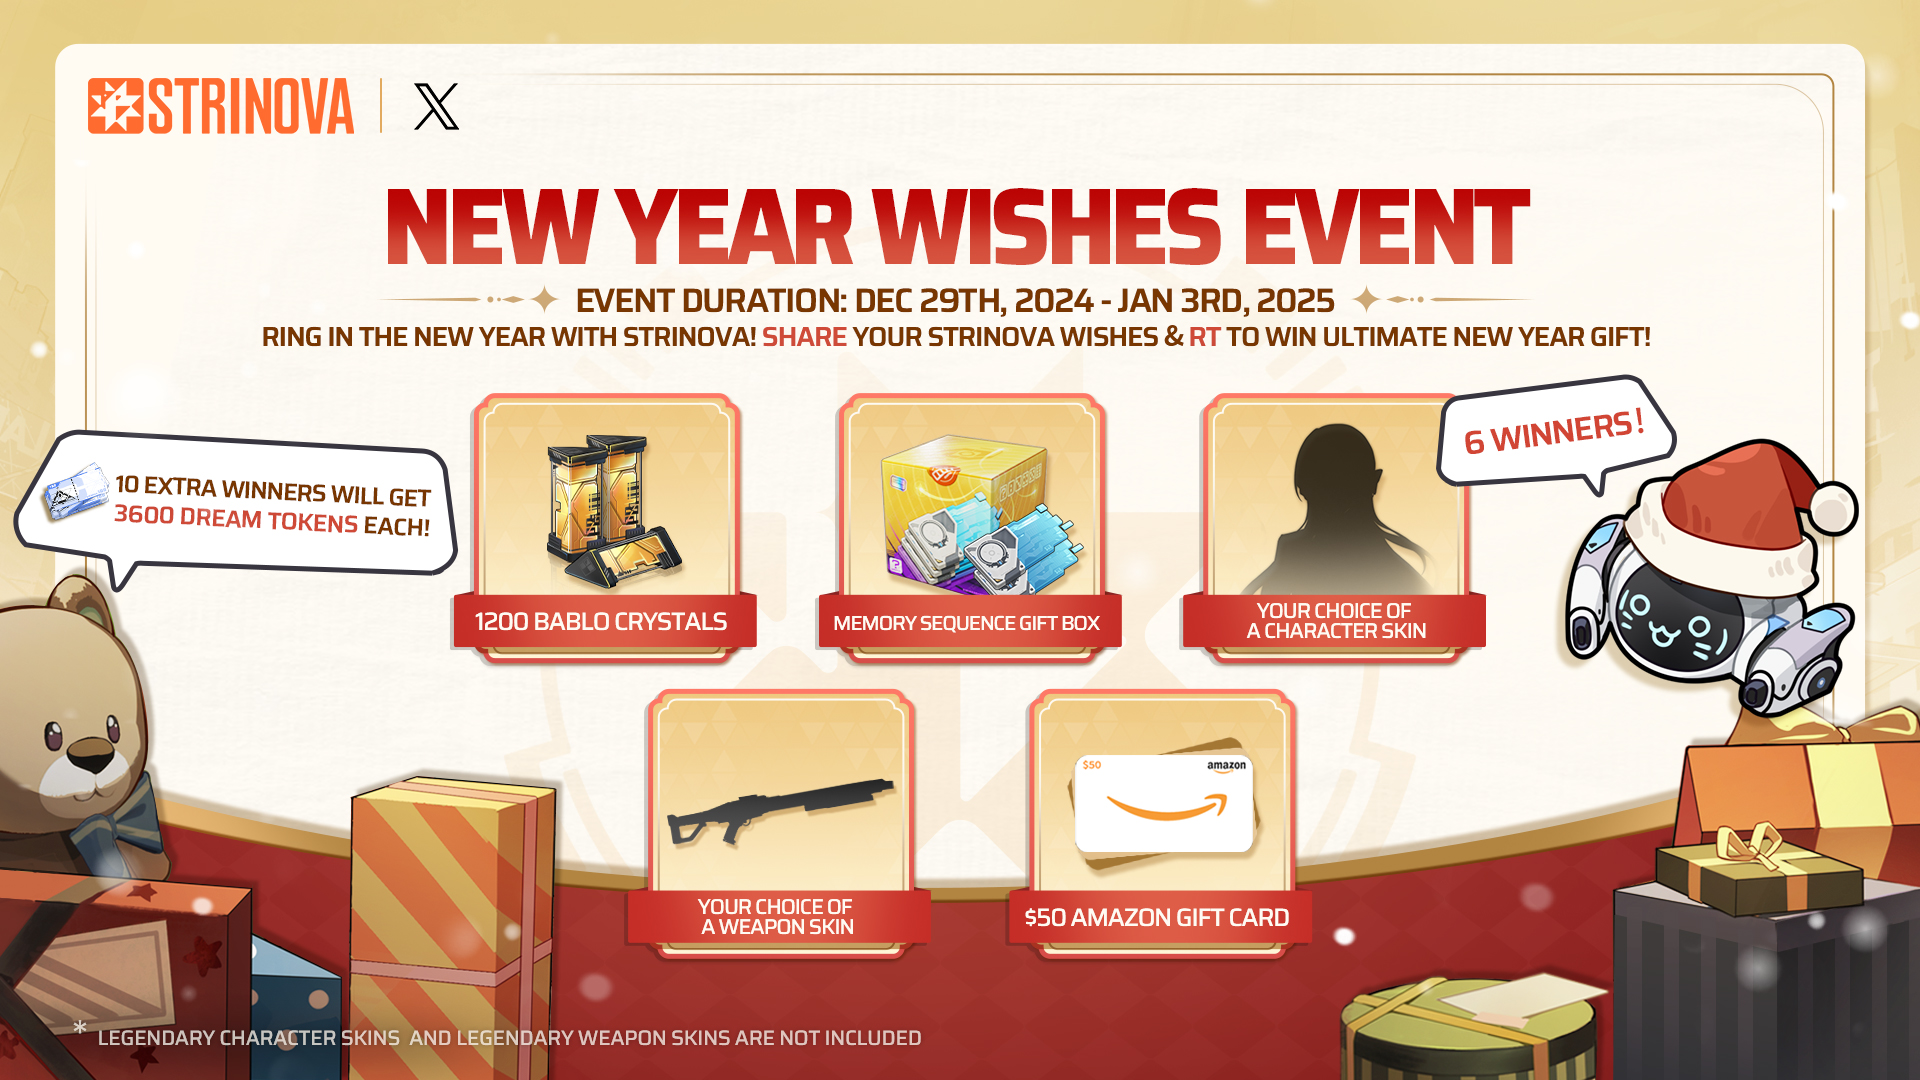 STRINOVA
NEW YEAR WISHES EVENT
EVENT DURATION: DEC 29TH, 2024 - JAN 3RD, 2025
RING IN THE NEW YEAR WITH STRINOVA! SHARE YOUR STRINOVA WISHES & RT TO WIN ULTIMATE NEW YEAR GIFT!
6 WINNERS!
10 EXTRA WINNERS WILL GET
3600 DREAM TOKENS EACH!
1200 BABLO CRYSTALS
MEMORY SEQUENCE GIFT BOX
YOUR CHOICE OF
A CHARACTER SKIN
$50
amazon
YOUR CHOICE OF
A WEAPON SKIN
$50 AMAZON GIFT CARD
* LEGENDARY CHARACTER SKINS AND LEGENDARY WEAPON SKINS ARE NOT INCLUDED